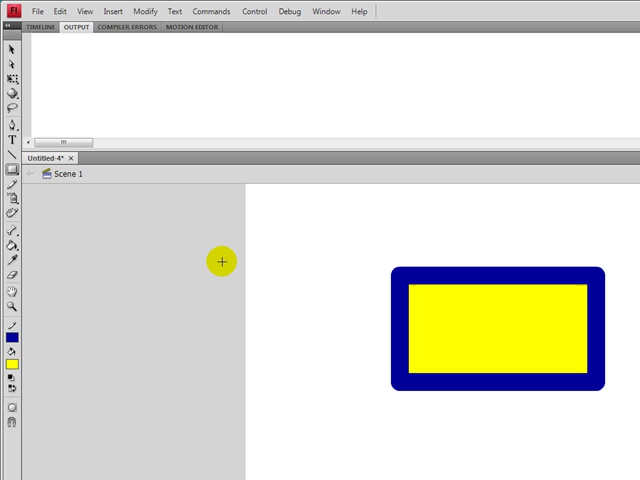 FL File Edit View Insert Modify Text Commands Control Debug Window Help
TIMELINE OUTPUT COMPILER ERRORS MOTION EDITOR
T
Untitled-4* ×
Scene 1